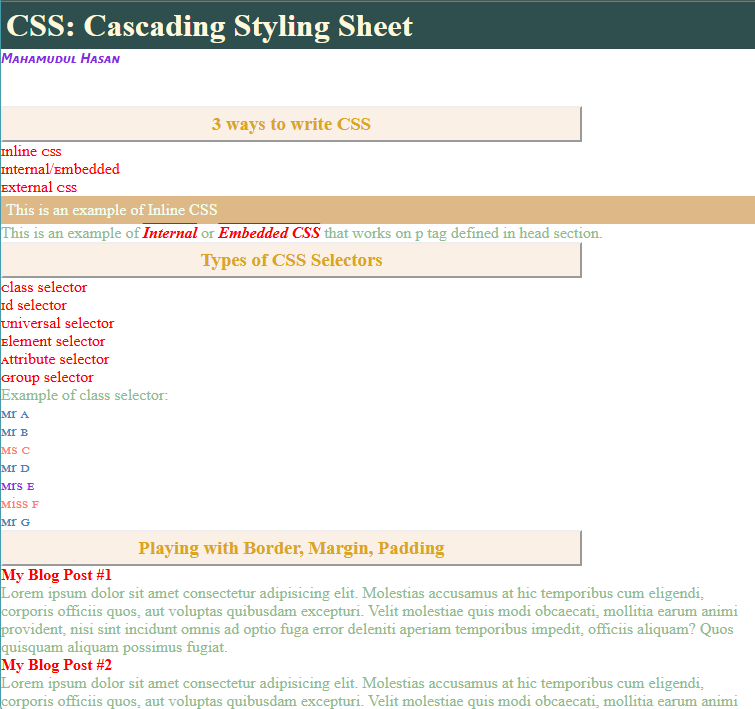 CSS: Cascading Styling Sheet
Mahamudul Hasan
3 ways to write CSS
Inline css
Internal/Embedded
External css
This is an example of Inline CSS
This is an example of Internal or Embedded CSS that works on p tag defined in head section.
Types of CSS Selectors
Class selector
Id selector
Universal selector
Element selector
Attribute selector
Group selector
Example of class selector:
Mr A
Mr B
Ms C
Mr D
Mrs E
Miss F
Mr G
Playing with Border, Margin, Padding
My Blog Post #1
Lorem ipsum dolor sit amet consectetur adipisicing elit. Molestias accusamus at hic temporibus cum eligendi,
corporis officiis quos, aut voluptas quibusdam excepturi. Velit molestiae quis modi obcaecati, mollitia earum animi
provident, nisi sint incidunt omnis ad optio fuga error deleniti aperiam temporibus impedit, officiis aliquam? Quos
quisquam aliquam possimus fugiat.
My Blog Post #2
Lorem ipsum dolor sit amet consectetur adipisicing elit. Molestias accusamus at hic temporibus cum eligendi,
corporis officiis quos, aut voluptas quibusdam excepturi. Velit molestiae quis modi obcaecati, mollitia earum animi